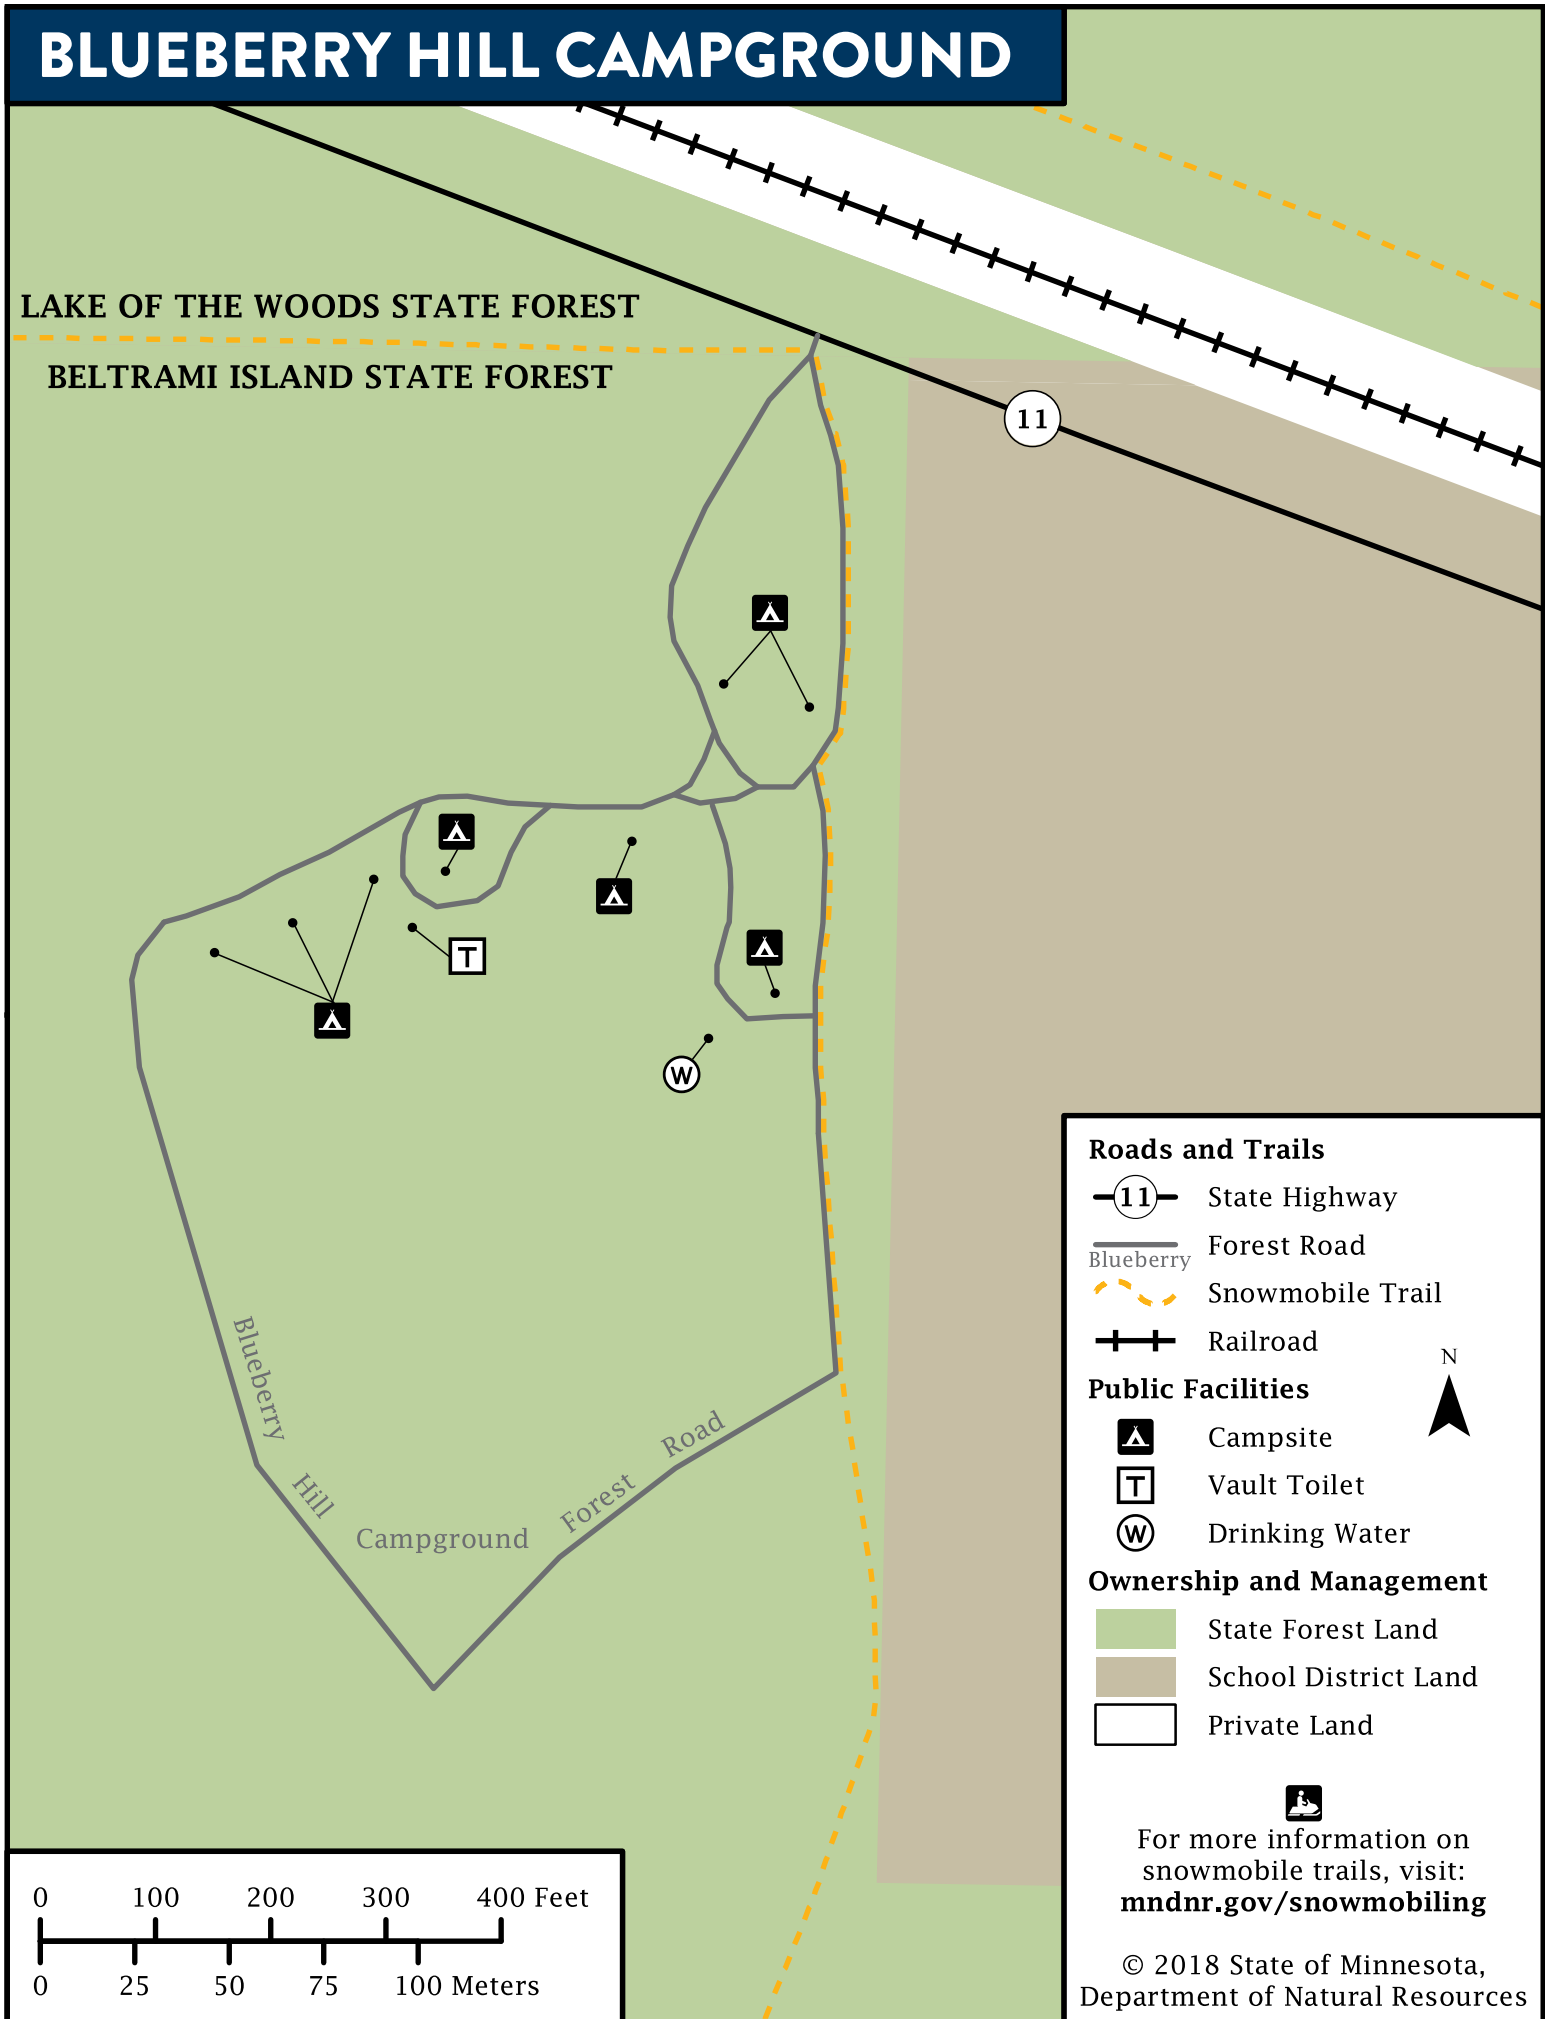 BLUEBERRY HILL CAMPGROUND
LAKE OF THE WOODS STATE FOREST
BELTRAMI ISLAND STATE FOREST
11
T
W
Blueberry
Hill
Campground
Forest
Road
Roads and Trails
11 State Highway
Forest Road
Blueberry
Snowmobile Trail
Railroad
N
Public Facilities
Campsite
T Vault Toilet
W Drinking Water
Ownership and Management
State Forest Land
School District Land
Private Land
For more information on
snowmobile trails, visit:
mndnr.gov/snowmobiling
© 2018 State of Minnesota,
Department of Natural Resources
0 100 200 300 400 Feet
0 25 50 75 100 Meters